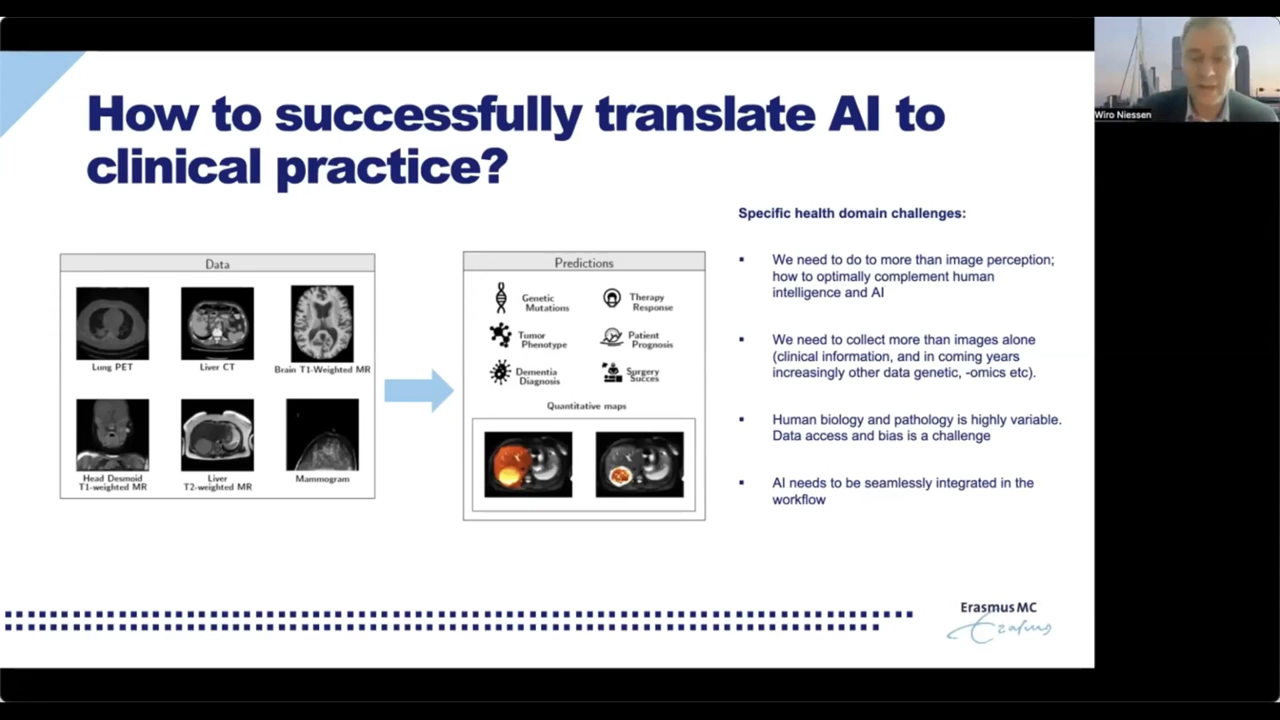 How to successfully translate AI to
clinical practice?
Wiro Niessen
Data
Lung PET
Liver CT
Brain T1-Weighted MR
Head Desmoid
T1-weighted MR
Liver
T2-weighted MR
Mammogram
Predictions
Genetic
Mutations
Therapy
Response
Tumor
Phenotype
Patient
Prognosis
Dementia
Diagnosis
Surgery
Succes
Quantitative maps
Specific health domain challenges:
▪ We need to do to more than image perception;
how to optimally complement human
intelligence and AI
▪ We need to collect more than images alone
(clinical information, and in coming years
increasingly other data genetic, -omics etc).
▪ Human biology and pathology is highly variable.
Data access and bias is a challenge
▪ AI needs to be seamlessly integrated in the
workflow
Erasmus MC
Erasmus